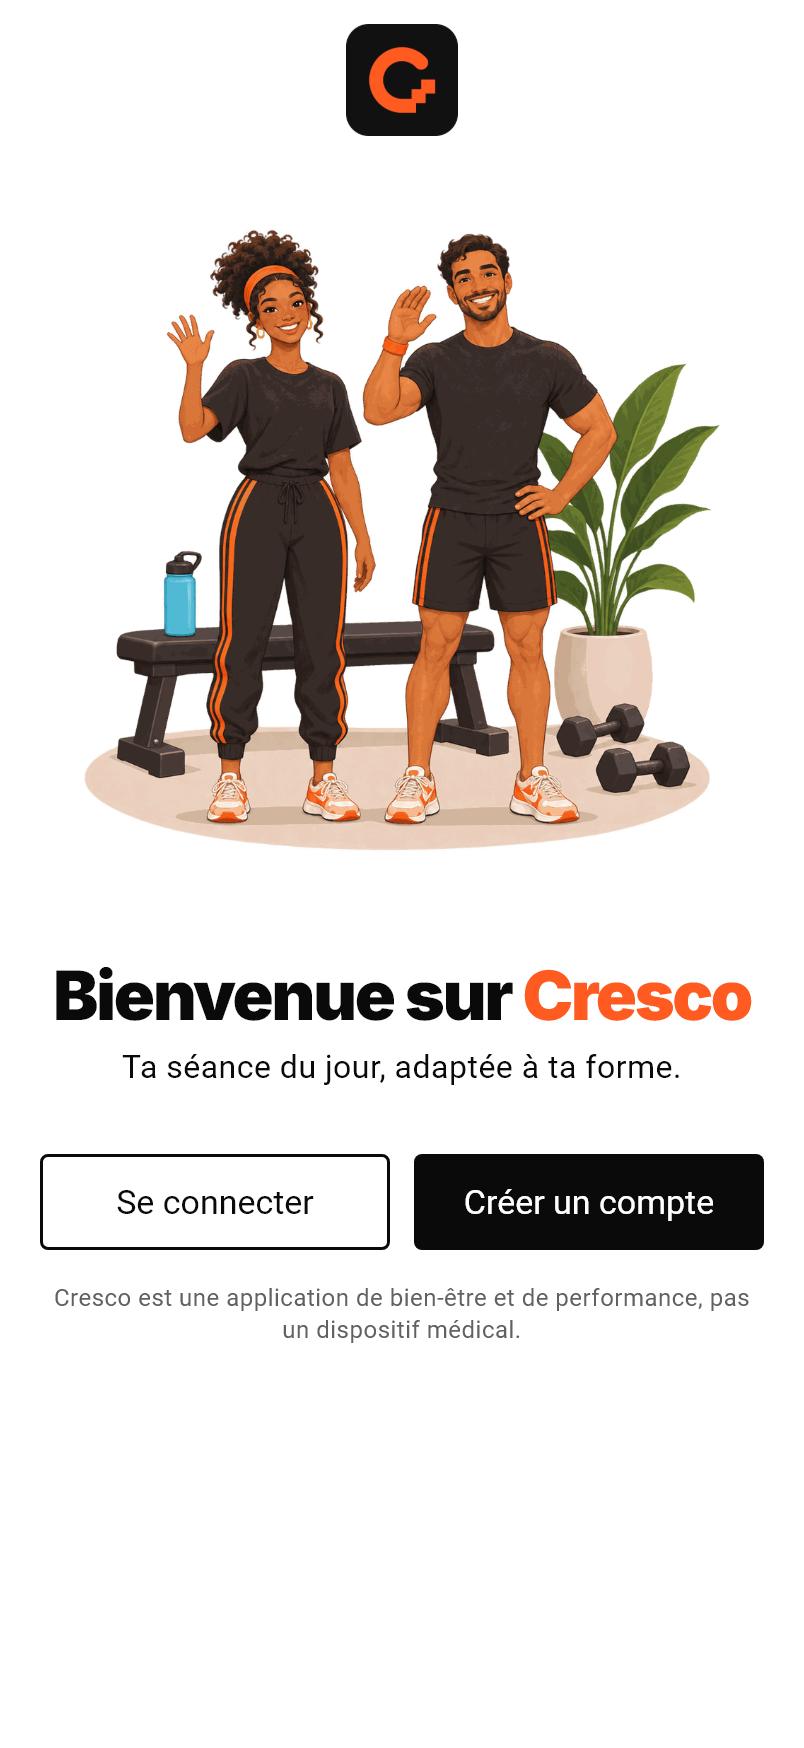 Bienvenue sur Cresco
Ta séance du jour, adaptée à ta forme.
Se connecter
Créer un compte
Cresco est une application de bien-être et de performance, pas
un dispositif médical.